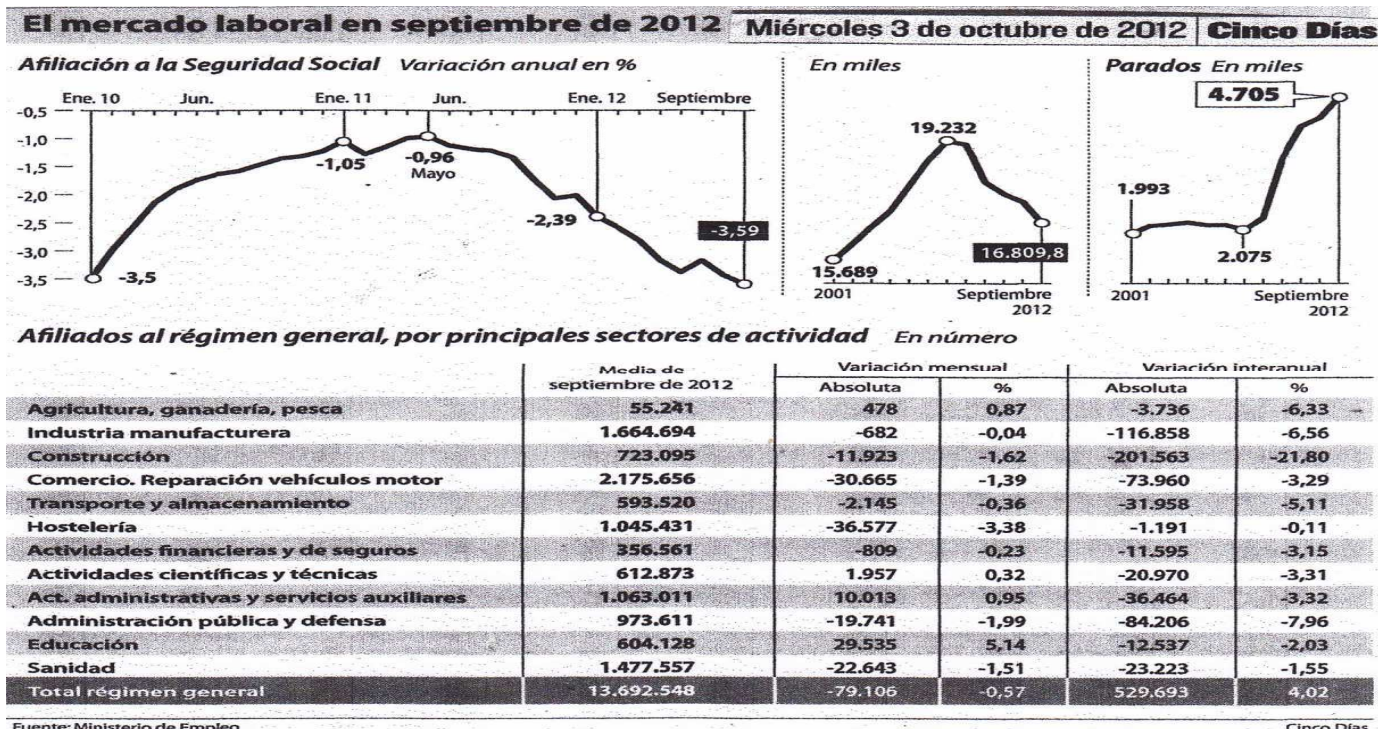 El mercado laboral en septiembre de 2012 Miércoles 3 de octubre de 2012 Cinco Días
Afiliación a la Seguridad Social Variación anual en %
Ene. 10 Jun. Ene. 11 Jun. Ene. 12 Septiembre
-0,5
-1,0
-1,5
-2,0
-2,5
-3,0
-3,5
-3,5
-1,05
-0,96
Mayo
-2,39
-3,59
En miles
19.232
15.689
16.809,8
2001 Septiembre
2012
Parados En miles
4.705
1.993
2.075
2001 Septiembre
2012
Afiliados al régimen general, por principales sectores de actividad En número
Media de Variación mensual Variación interanual
septiembre de 2012 Absoluta % Absoluta %
Agricultura, ganadería, pesca 55.241 478 0,87 -3.736 -6,33
Industria manufacturera 1.664.694 -682 -0,04 -116.858 -6,56
Construcción 723.095 -11.923 -1,62 -201.563 -21,80
Comercio. Reparación vehículos motor 2.175.656 -30.665 -1,39 -73.960 -3,29
Transporte y almacenamiento 593.520 -2.145 -0,36 -31.958 -5,11
Hostelería 1.045.431 -36.577 -3,38 -1.191 -0,11
Actividades financieras y de seguros 356.561 -809 -0,23 -11.595 -3,15
Actividades científicas y técnicas 612.873 1.957 0,32 -20.970 -3,31
Act. administrativas y servicios auxiliares 1.063.011 10.013 0,95 -36.464 -3,32
Administración pública y defensa 973.611 -19.741 -1,99 -84.206 -7,96
Educación 604.128 29.535 5,14 -12.537 -2,03
Sanidad 1.477.557 -22.643 -1,51 -23.223 -1,55
Total régimen general 13.692.548 -79.106 -0,57 529.693 4,02
Fuente: Ministerio de Empleo Cinco Días